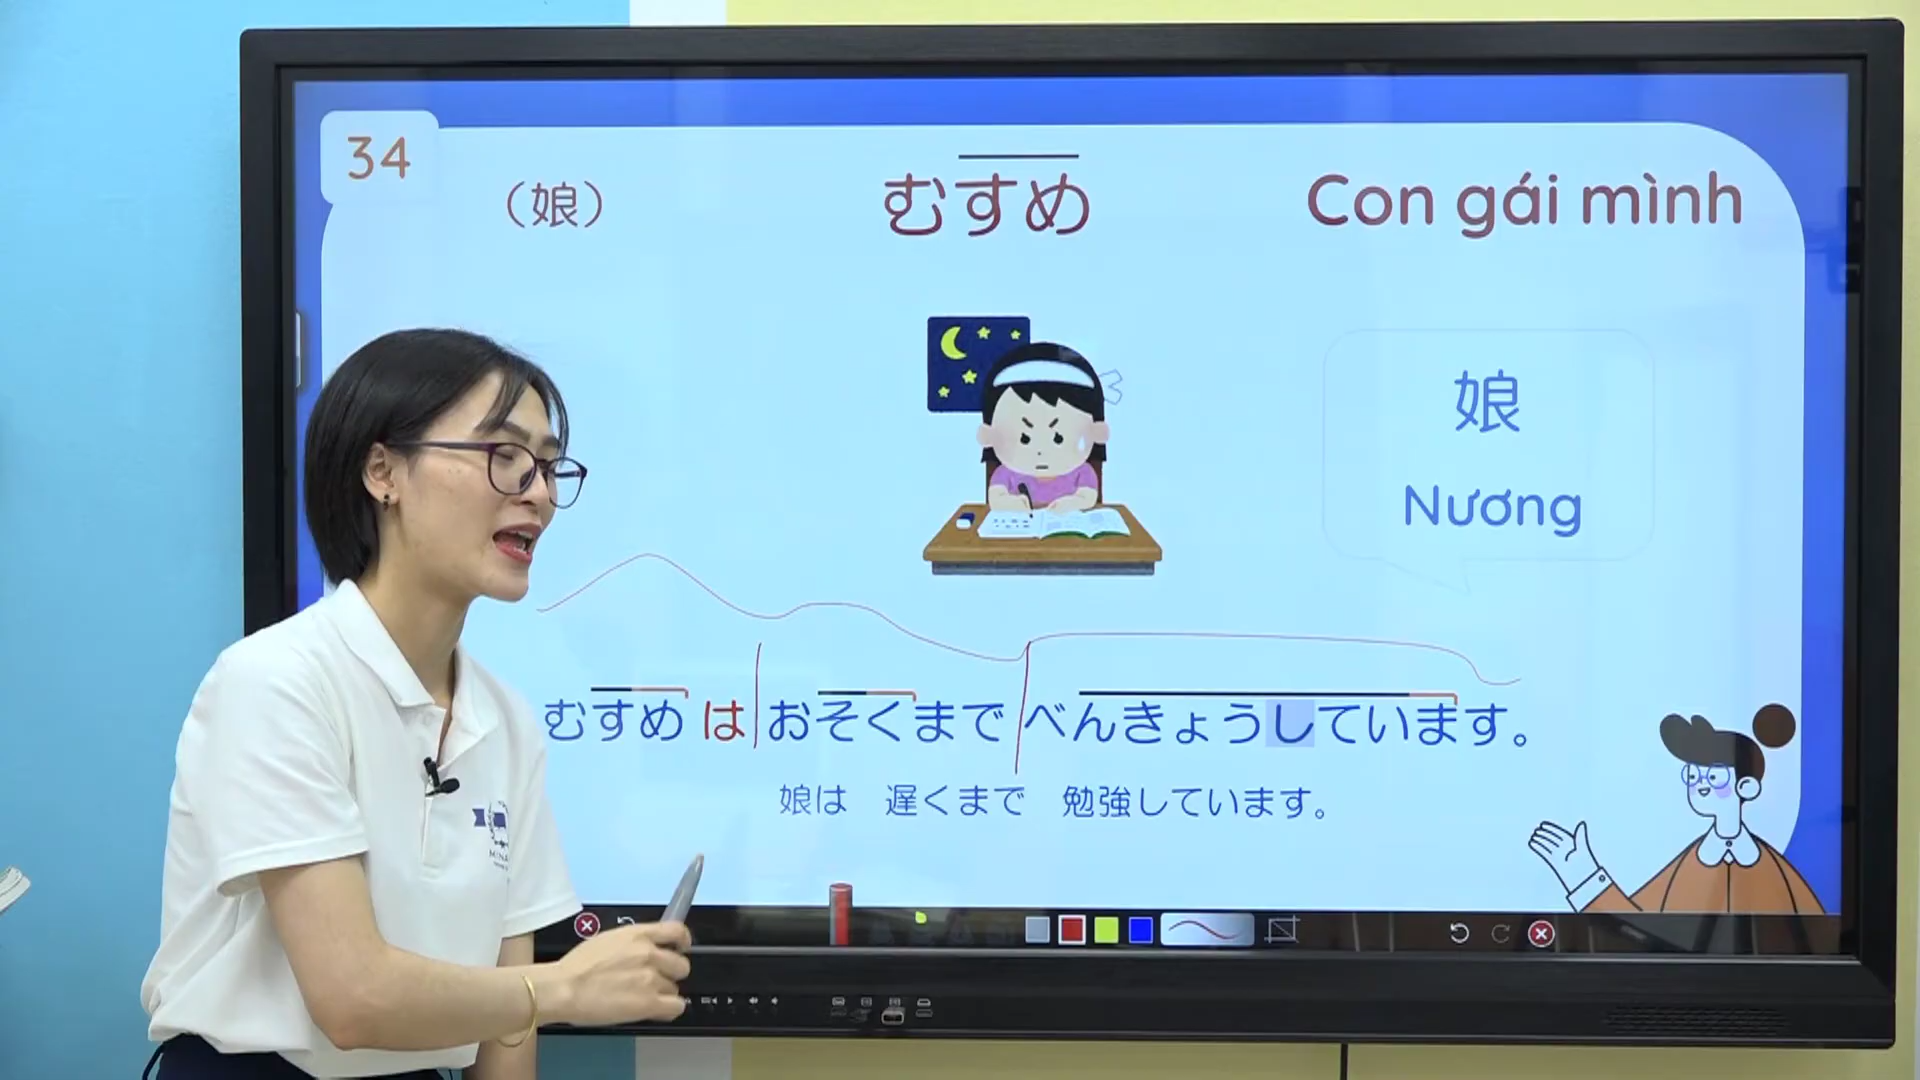 34
(娘)
むすめ
Con gái mình
娘
Nương
むすめ は おそくまで べんきょうしています。
娘は 遅くまで 勉強しています。